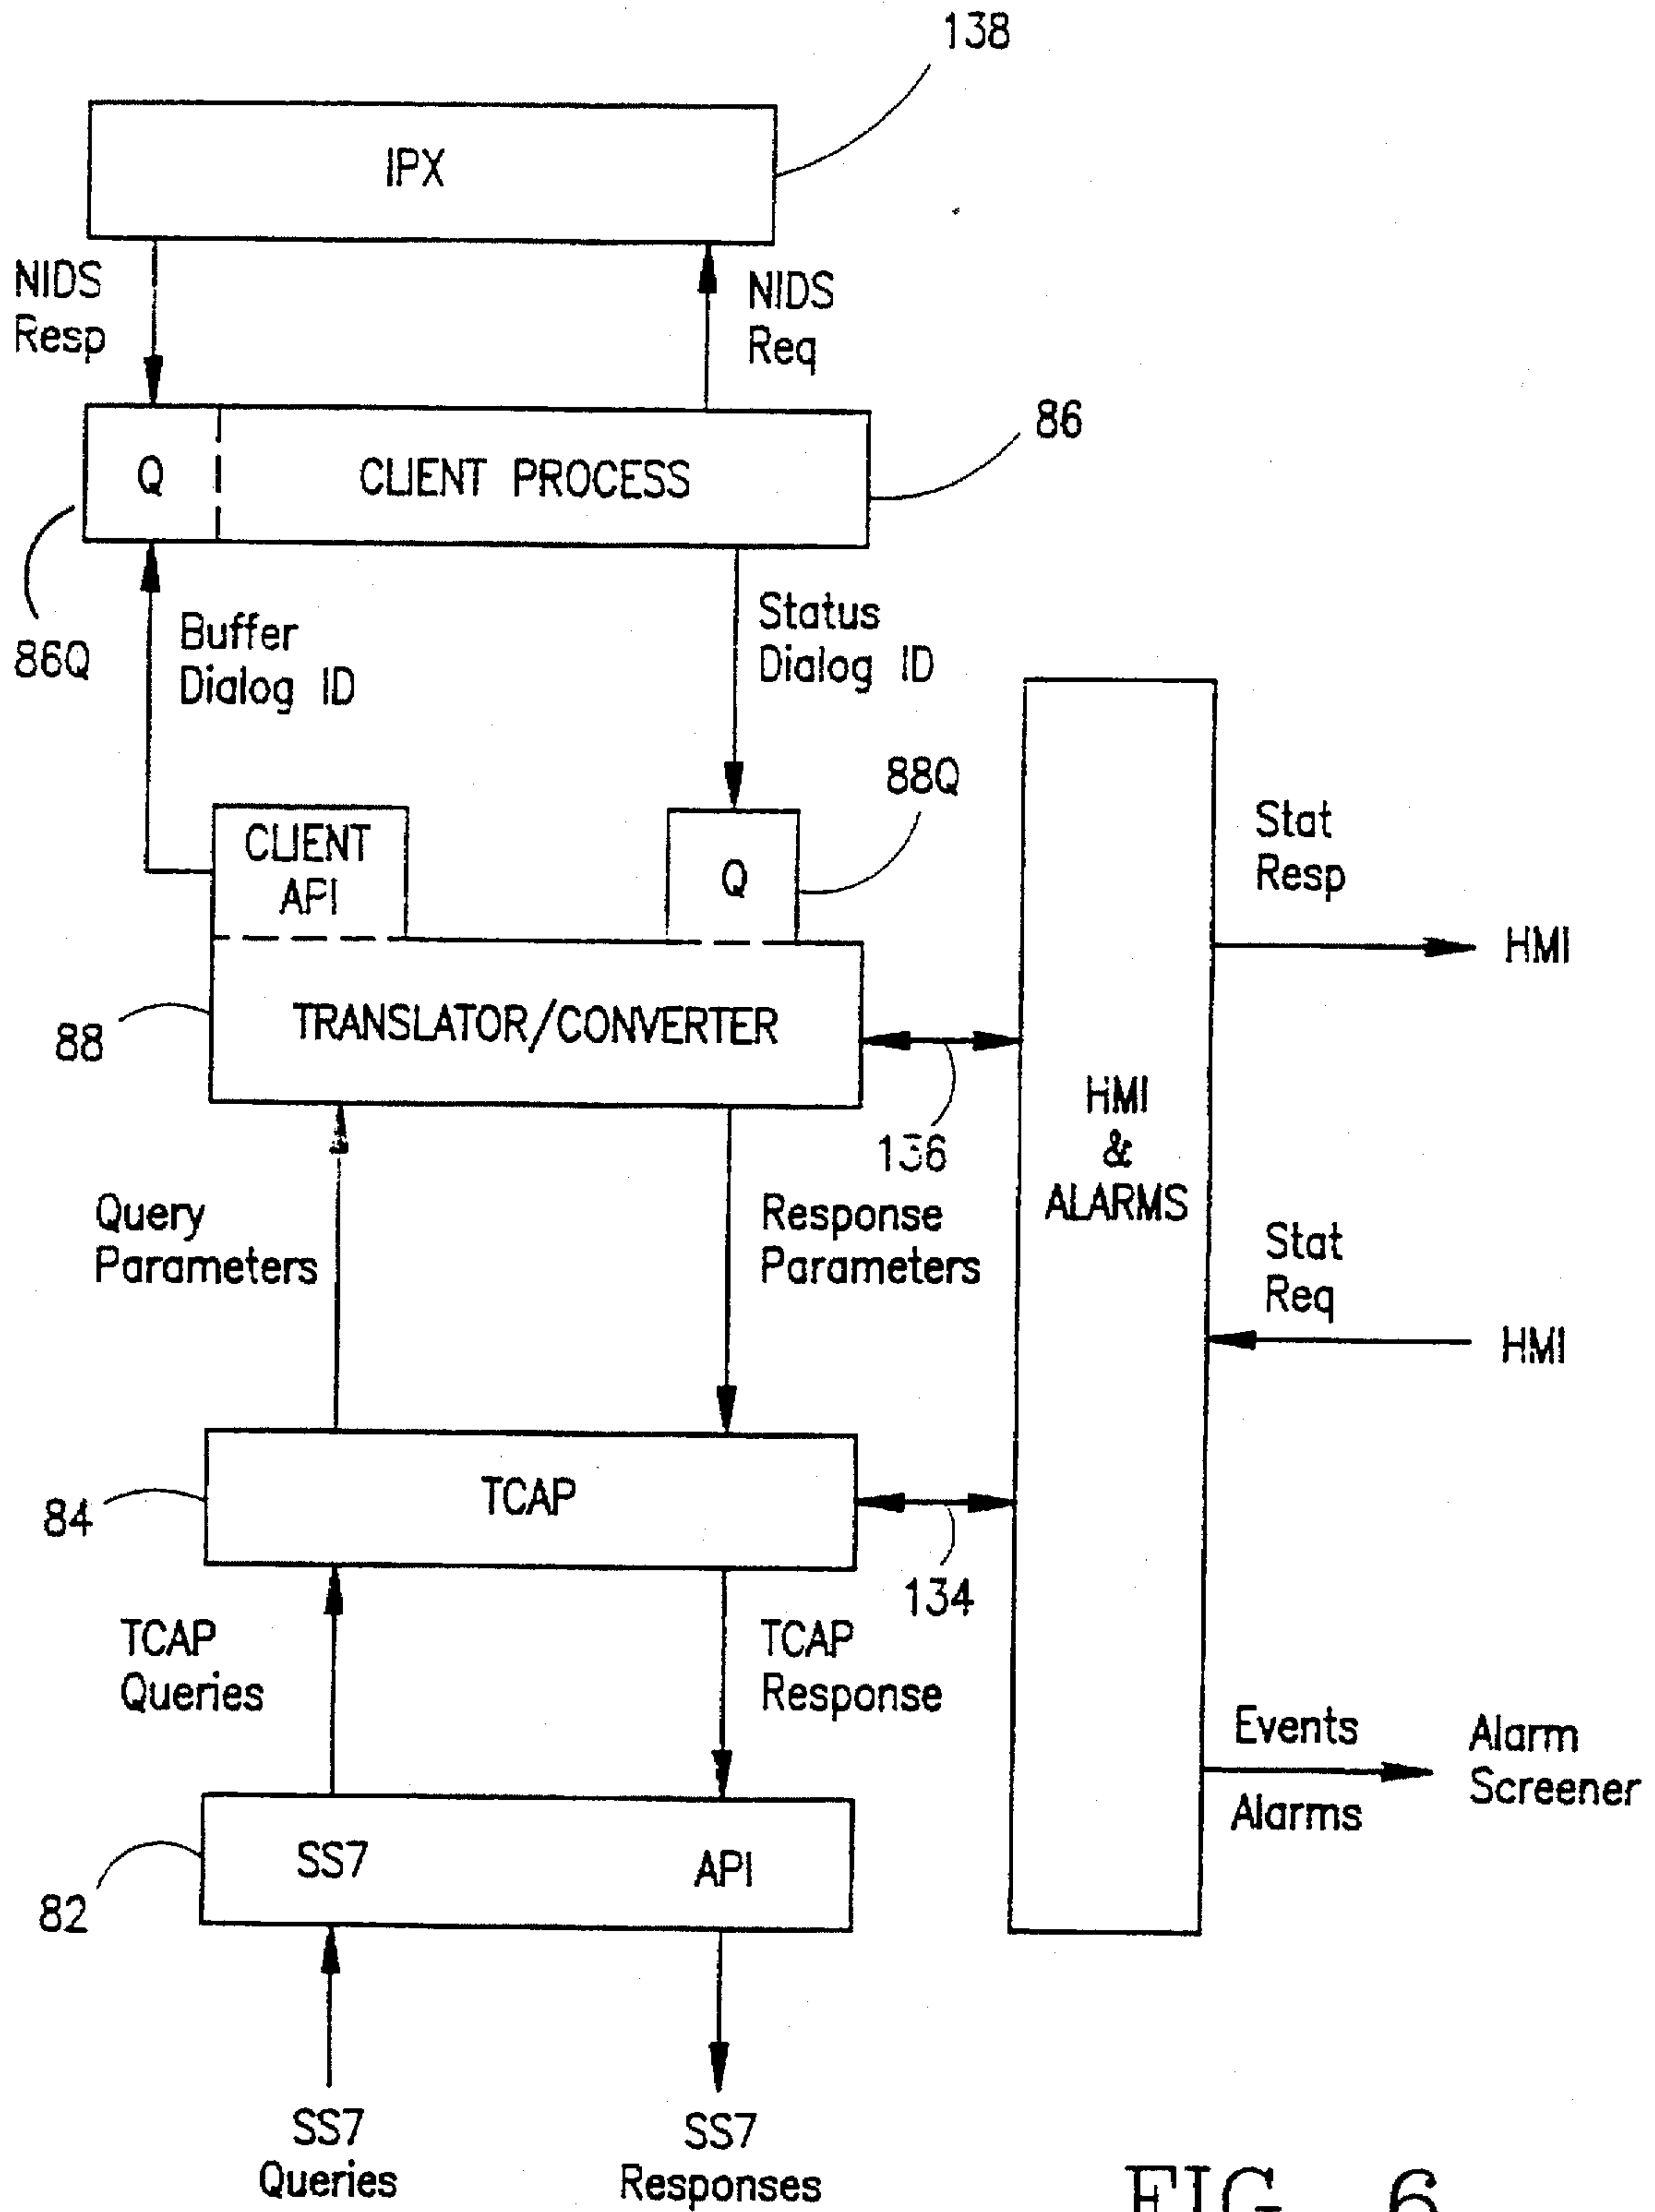 138
IPX
NIDS
Resp
NIDS
Req
86
Q
CLIENT PROCESS
86Q
Buffer
Dialog ID
Status
Dialog ID
88Q
CLIENT
API
Q
Stat
Resp
HMI
88
TRANSLATOR/CONVERTER
136
HMI
&
ALARMS
Query
Parameters
Response
Parameters
Stat
Req
HMI
84
TCAP
134
TCAP
Queries
TCAP
Response
Events
Alarms
Alarm
Screener
82
SS7
API
SS7
Queries
SS7
Responses
FIG. 6